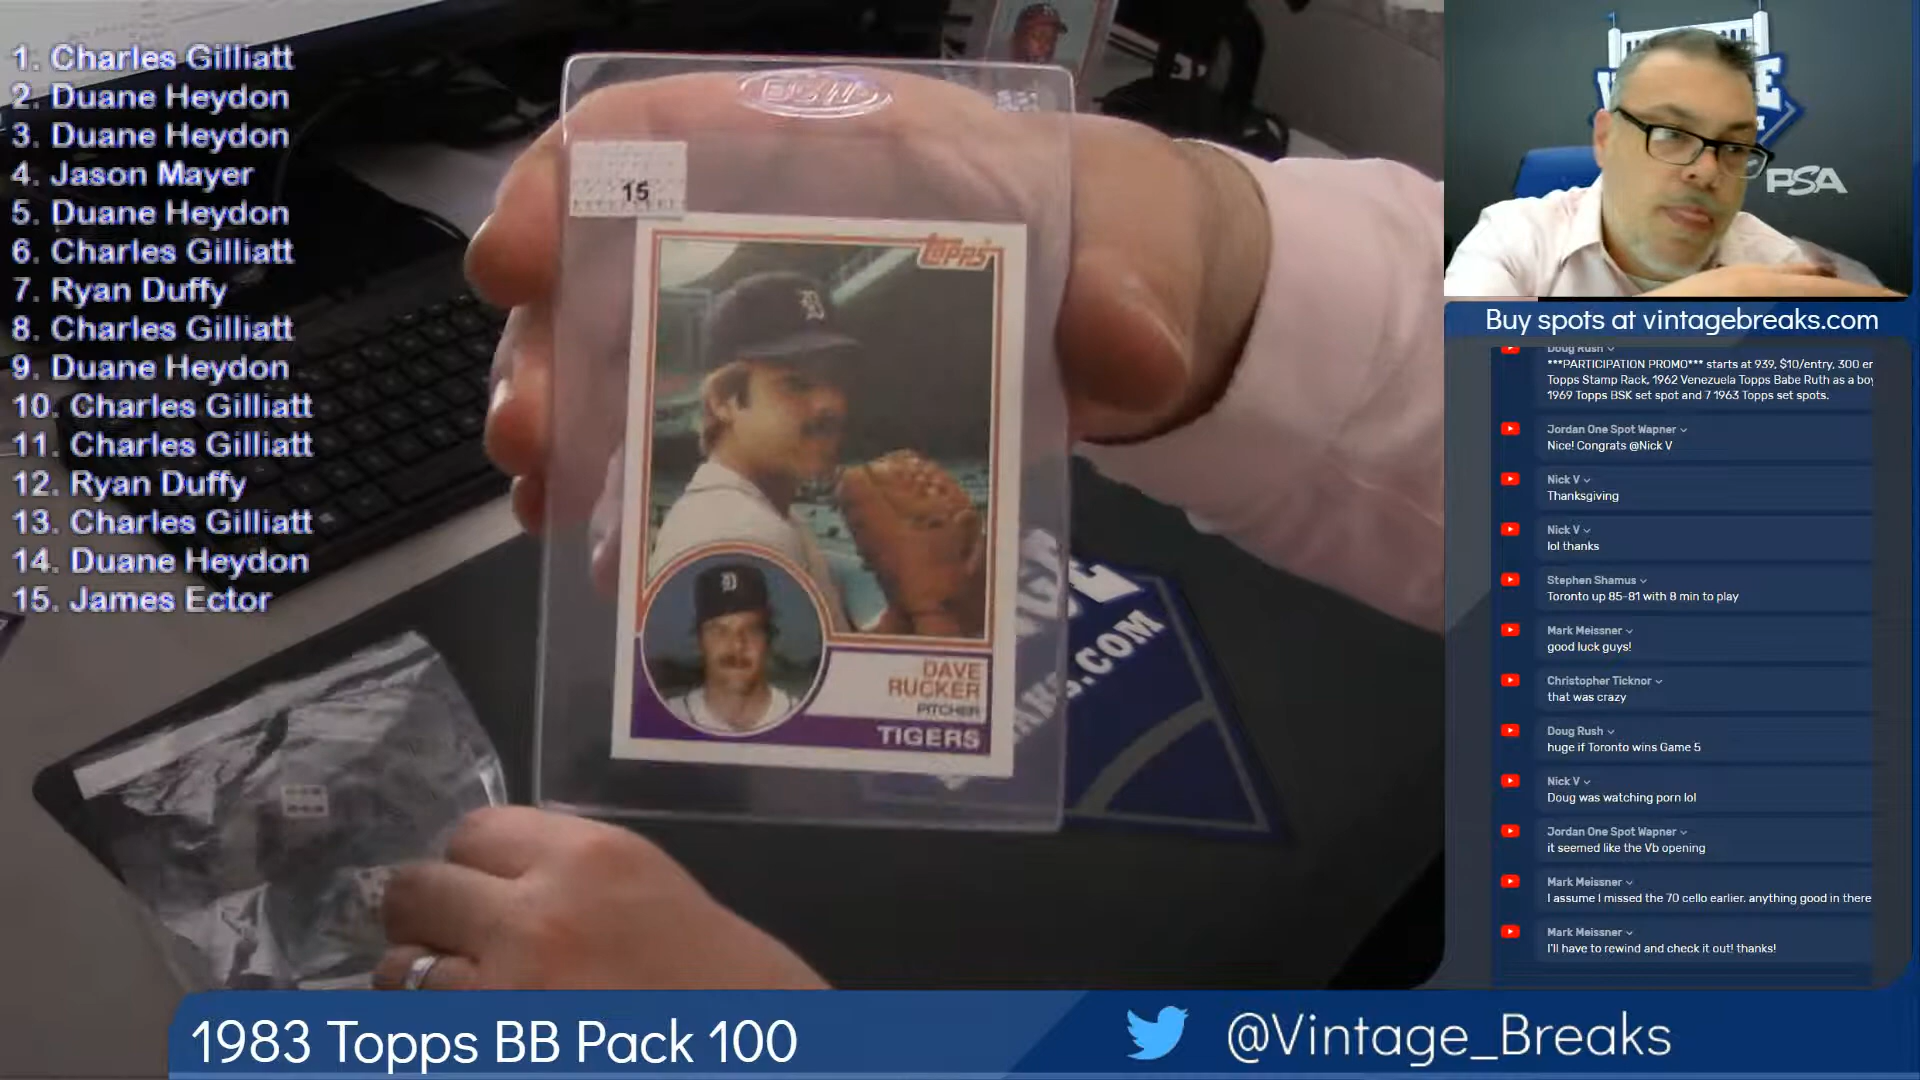 1. Charles Gilliatt
2. Duane Heydon
3. Duane Heydon
4. Jason Mayer
5. Duane Heydon
6. Charles Gilliatt
7. Ryan Duffy
8. Charles Gilliatt
9. Duane Heydon
10. Charles Gilliatt
11. Charles Gilliatt
12. Ryan Duffy
13. Charles Gilliatt
14. Duane Heydon
15. James Ector
BCW
15
TOPPS
D
D
DAVE
RUCKER
PITCHER
TIGERS
.COM
PSA
Buy spots at vintagebreaks.com
Doug Rush
***PARTICIPATION PROMO*** starts at 939, $10/entry, 300 er
Topps Stamp Rack, 1962 Venezuela Topps Babe Ruth as a boy
1969 Topps BSK set spot and 7 1963 Topps set spots.
Jordan One Spot Wapner
Nice! Congrats @Nick V
Nick V
Thanksgiving
Nick V
lol thanks
Stephen Shamus
Toronto up 85-81 with 8 min to play
Mark Meissner
good luck guys!
Christopher Ticknor
that was crazy
Doug Rush
huge if Toronto wins Game 5
Nick V
Doug was watching porn lol
Jordan One Spot Wapner
it seemed like the Vb opening
Mark Meissner
I assume I missed the 70 cello earlier. anything good in there
Mark Meissner
I'll have to rewind and check it out! thanks!
1983 Topps BB Pack 100
@Vintage_Breaks